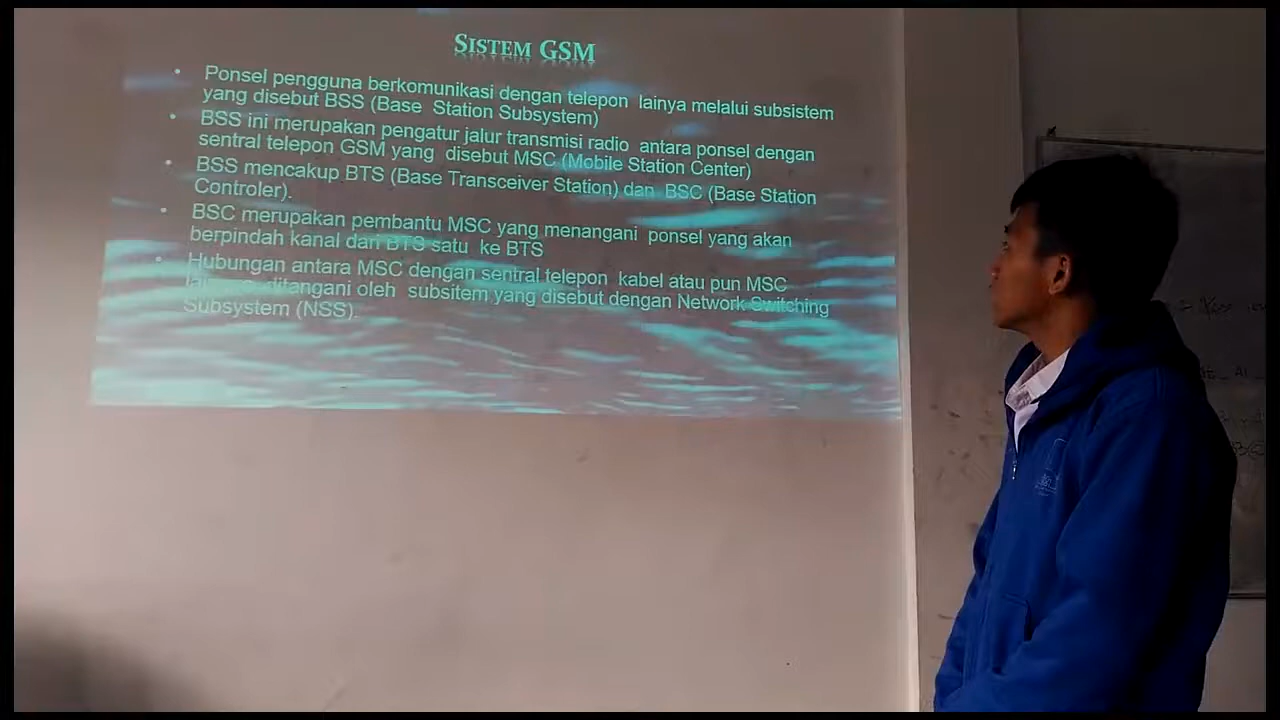 SISTEM GSM
• Ponsel pengguna berkomunikasi dengan telepon lainya melalui subsistem
yang disebut BSS (Base Station Subsystem)
• BSS ini merupakan pengatur jalur transmisi radio antara ponsel dengan
sentral telepon GSM yang disebut MSC (Mobile Station Center)
• BSS mencakup BTS (Base Transceiver Station) dan BSC (Base Station
Controler).
• BSC merupakan pembantu MSC yang menangani ponsel yang akan
berpindah kanal dari BTS satu ke BTS
• Hubungan antara MSC dengan sentral telepon kabel atau pun MSC
ditangani oleh subsitem yang disebut dengan Network Switching
Subsystem (NSS).